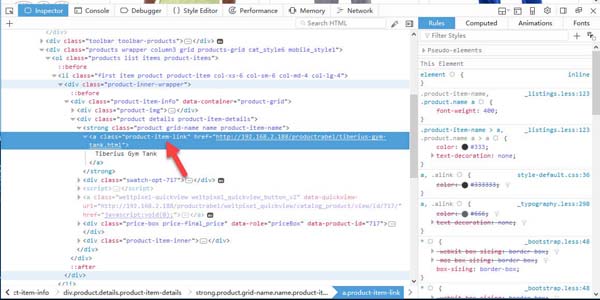 Inspector Console Debugger Style Editor Performance Memory Network
Search HTML
Rules Computed Animations Fonts
Filter Styles
</div>
<div class="toolbar toolbar-products">…</div>
<div class="products wrapper column3 grid products-grid cat_style6 mobile_style1">
<ol class="products list items product-items">
::before
<li class="first item product product-item col-xs-6 col-sm-6 col-md-4 col-lg-4">
<div class="product-inner-wrapper">
::before
<div class="product-item-info" data-container="product-grid">
<div class="product-img">…</div>
<div class="product details product-item-details">
<strong class="product grid-name name product-item-name">
<a class="product-item-link" href="http://192.168.2.188/productrabel/tiberius-gym-
tank.html">
Tiberius Gym Tank
</a>
</strong>
<div class="swatch-opt-717">…</div>
<script>…</script>
<a class="weltpixel-quickview weltpixel_quickview_button_v2" data-quickview-
url="http://192.168.2.188/productrabel/weltpixel_quickview/catalog_product/view/id/717/"
href="javascript:void(0);">…</a>
<div class="price-box price-final_price" data-role="priceBox" data-product-id="717">…
</div>
<div class="product-item-inner">…</div>
</div>
</div>
::after
</div>
ct-item-info div.product.details.product-item-details strong.product.grid-name.name.product-it… a.product-item-link
Pseudo-elements
This Element
element { inline
}
.product-item-name, _listings.less:123
.product.name a {
font-weight: 400;
}
.product-item-name > a, _listings.less:123
.product.name a > a {
color: #333;
text-decoration: none;
}
a, .alink { style-default.css:36
color: #333333;
}
a, .alink { _typography.less:298
color: #666;
text-decoration: none;
}
* { _bootstrap.less:48
-webkit-box-sizing: border-box;
-moz-box-sizing: border-box;
box-sizing: border-box;
}
* { _bootstrap.less:44